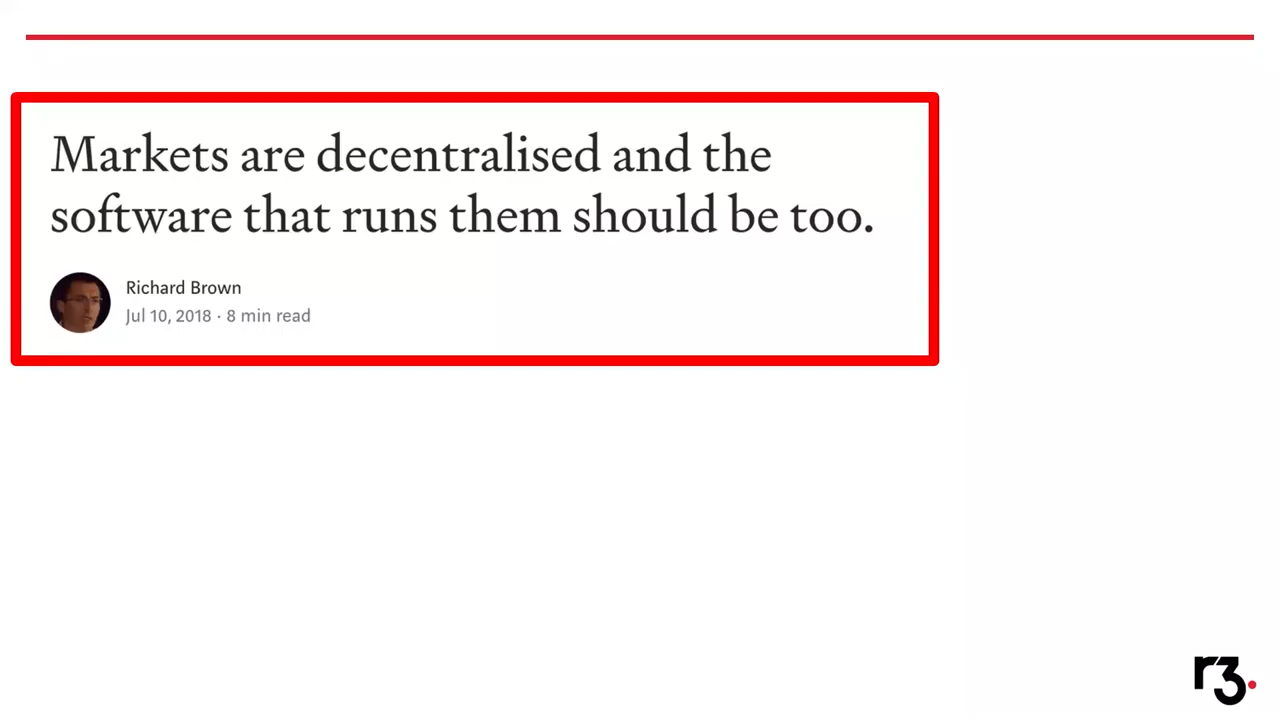 Markets are decentralised and the
software that runs them should be too.
Richard Brown
Jul 10, 2018 · 8 min read
r3.